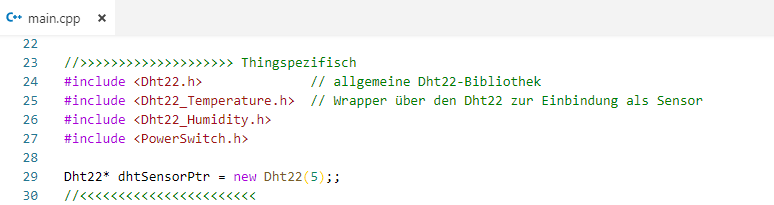 main.cpp ×
22
23 //>>>>>>>>>>>>>>>>>>>> Thingspezifisch
24 #include <Dht22.h> // allgemeine Dht22-Bibliothek
25 #include <Dht22_Temperature.h> // Wrapper über den Dht22 zur Einbindung als Sensor
26 #include <Dht22_Humidity.h>
27 #include <PowerSwitch.h>
28
29 Dht22* dhtSensorPtr = new Dht22(5);;
30 //<<<<<<<<<<<<<<<<<<<<<<<